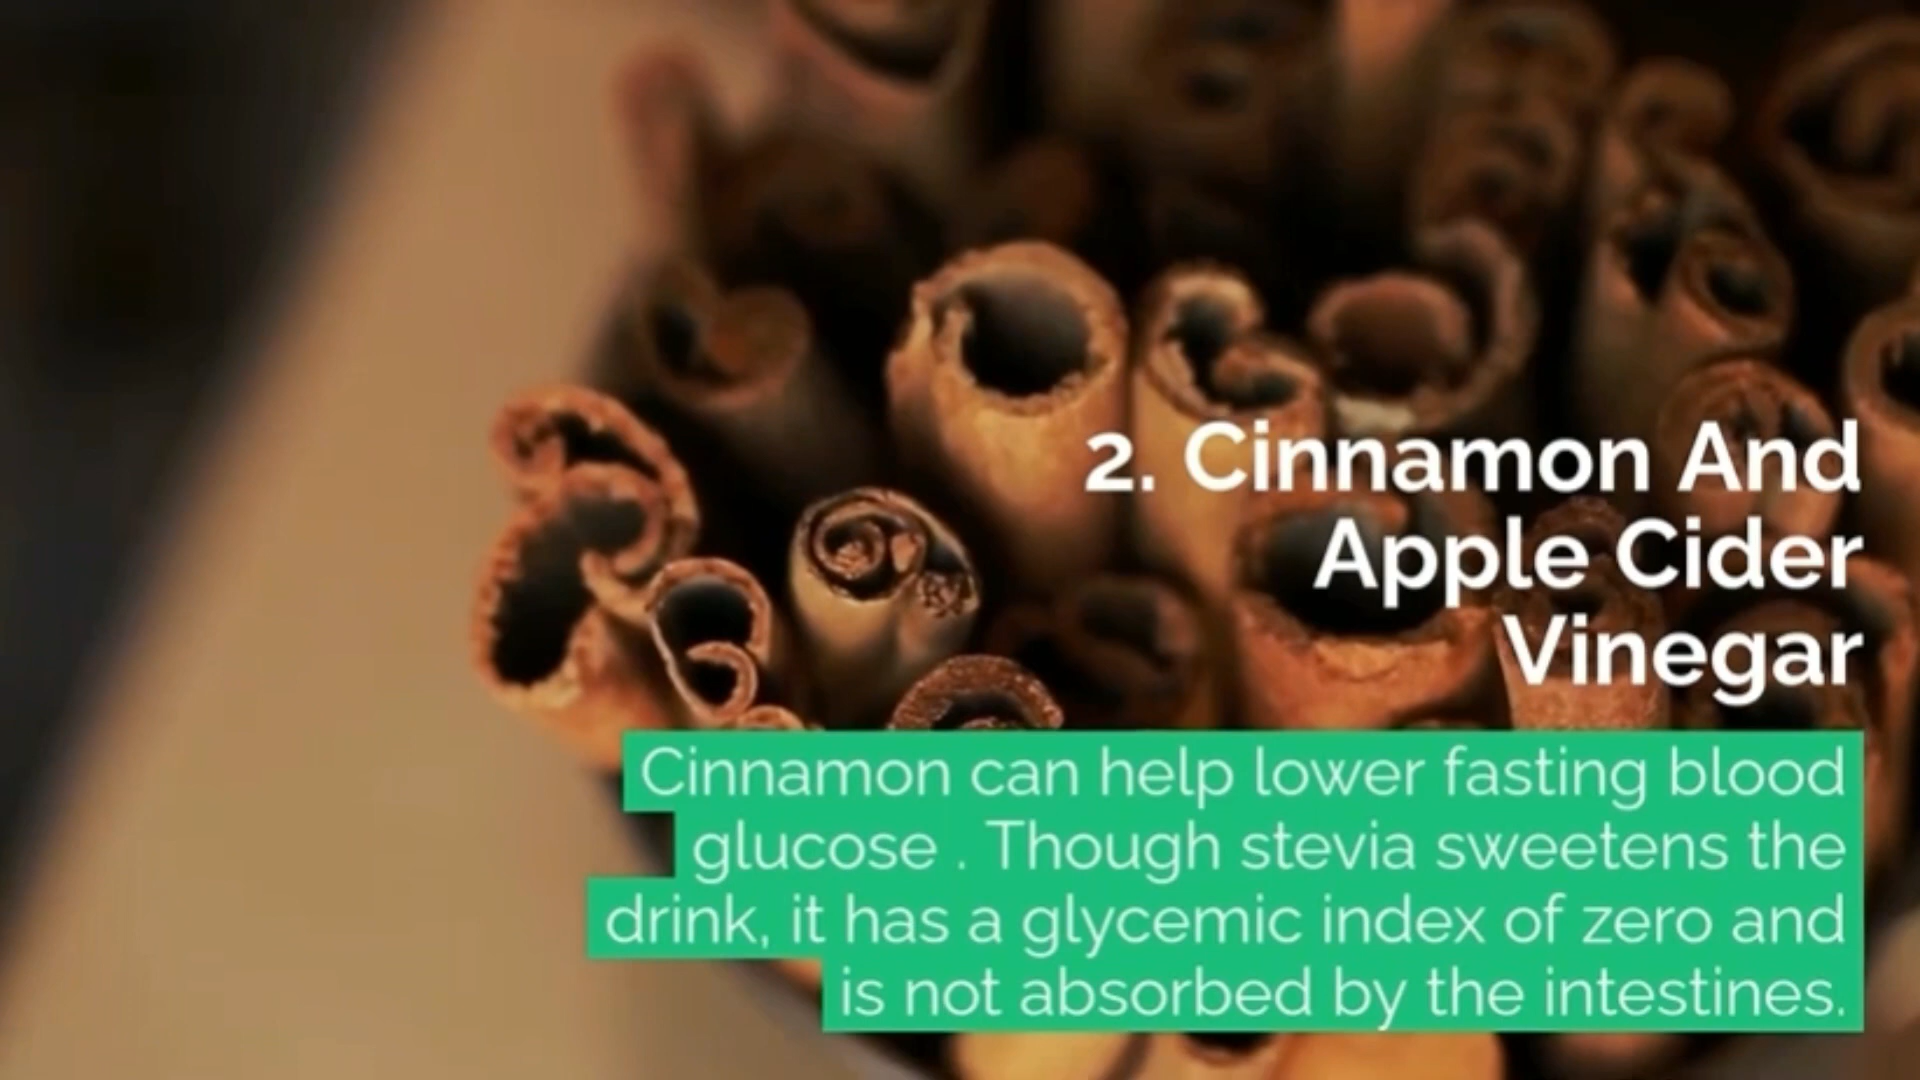 2. Cinnamon And
Apple Cider
Vinegar
Cinnamon can help lower fasting blood
glucose . Though stevia sweetens the
drink, it has a glycemic index of zero and
is not absorbed by the intestines.